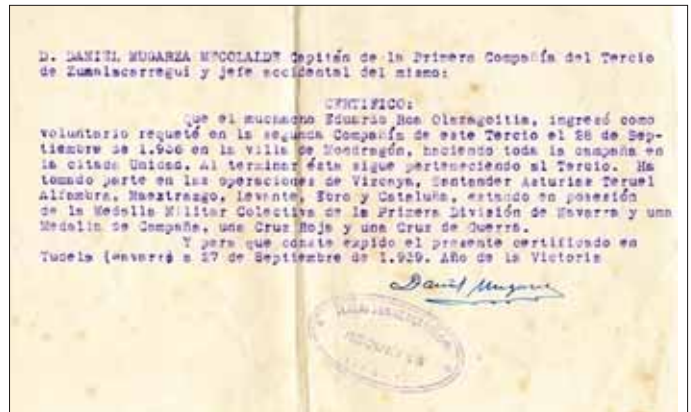 D. DANIEL MUGARZA MECOLALDE Capitán de la Primera Compañía del Tercio
de Zumalacarregui y jefe accidental del mismo:
CERTIFICO:
Que el muchacho Eduardo Roa Olazagoitia, ingresó como
voluntario requeté en la segunda Compañía de este Tercio el 28 de Sep-
tiembre de 1.936 en la villa de Mondragón, haciendo toda la campaña en
la citada Unidad. Al terminar ésta sigue perteneciendo al Tercio. Ha
tomado parte en las operaciones de Vizcaya, Santander Asturias Teruel
Alfambra, Maeztrazgo, Levante, Ebro y Cataluña, estando en posesión
de la Medalla Militar Colectiva de la Primera División de Navarra y una
Medalla de Campaña, una Cruz Roja y una Cruz de Guerra.
Y para que conste expido el presente certificado en
Tudela (Navarra) a 27 de Septiembre de 1.939. Año de la Victoria
Daniel Mugarza
REQUETES